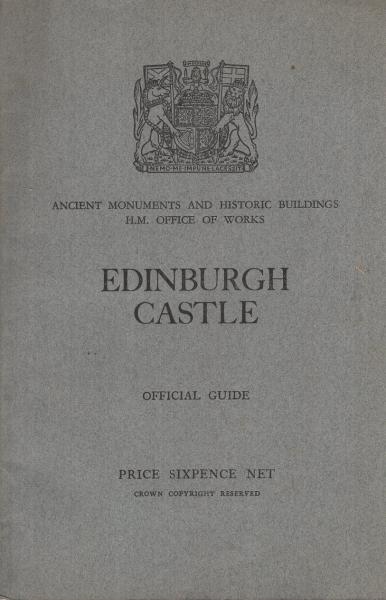 NEMO·ME·IMPUNE·LACESSIT
ANCIENT MONUMENTS AND HISTORIC BUILDINGS
H.M. OFFICE OF WORKS
EDINBURGH
CASTLE
OFFICIAL GUIDE
PRICE SIXPENCE NET
CROWN COPYRIGHT RESERVED